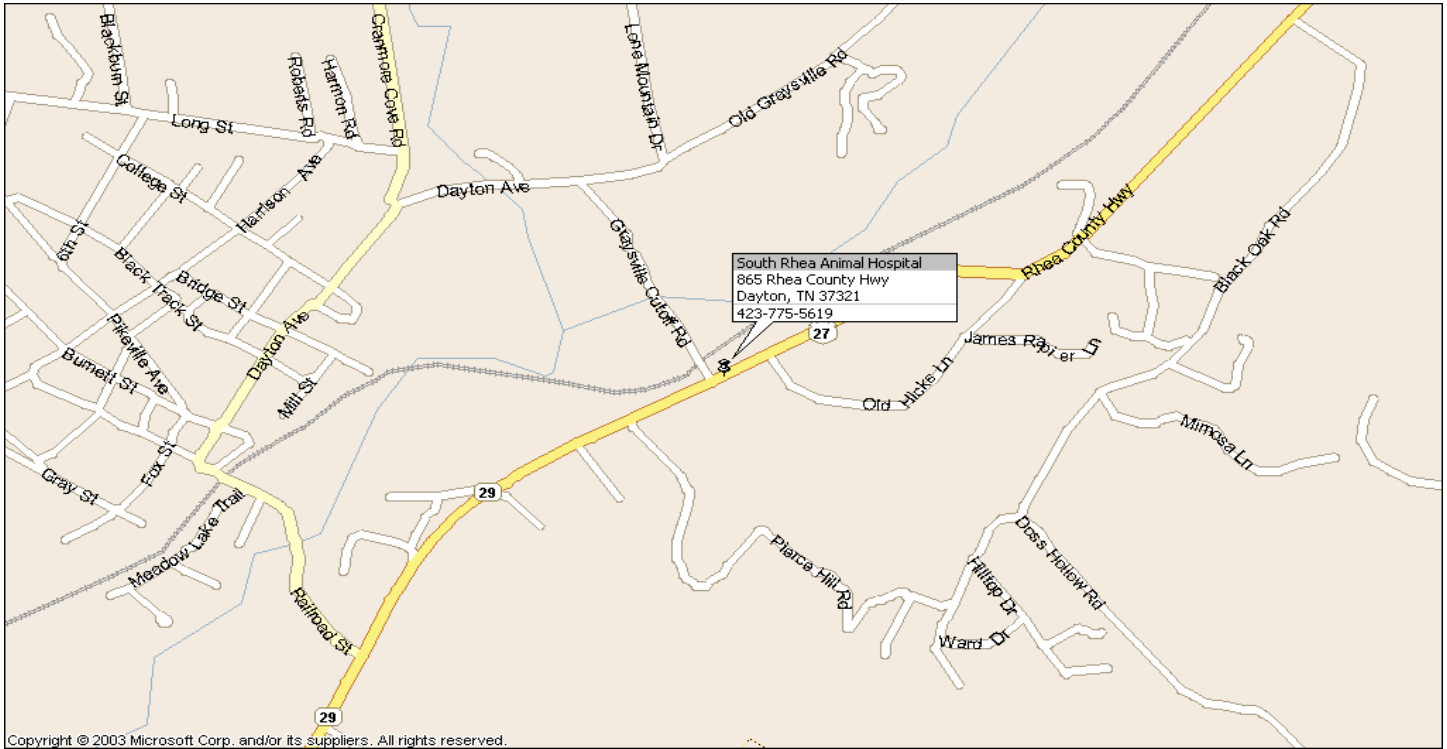 Blackburn St
Cranmore Cove Rd
Lone Mountain Dr
Old Graysville Rd
Roberts Rd
Harmon Rd
Long St
College St
Harrison Ave
Dayton Ave
6th St
Graysville Cutoff Rd
Rhea County Hwy
Black Oak Rd
South Rhea Animal Hospital
865 Rhea County Hwy
Dayton, TN 37321
423-775-5619
Black Track St
Bridge St
27
Pikeville Ave
Dayton Ave
James Rapier Ln
Burnett St
Mill St
Old Hicks Ln
Mimosa Ln
Fox St
Gray St
29
Meadow Lake Trail
Doss Hollow Rd
Pierce Hill Rd
Hilltop Dr
Railroad St
Ward Dr
29
Copyright © 2003 Microsoft Corp. and/or its suppliers. All rights reserved.